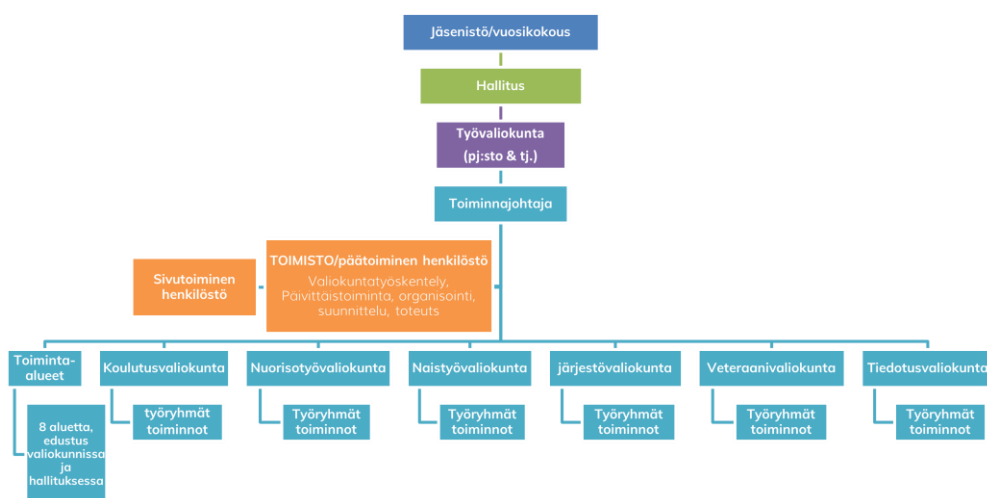 Jäsenistö/vuosikokous
Hallitus
Työvaliokunta
(pj:sto & tj.)
Toiminnajohtaja
Sivutoiminen
henkilöstö
TOIMISTO/päätoiminen henkilöstö
Valiokuntatyöskentely,
Päivittäistoiminta, organisointi,
suunnittelu, toteuts
Toiminta-
alueet
Koulutusvaliokunta
Nuorisotyövaliokunta
Naistyövaliokunta
järjestövaliokunta
Veteraanivaliokunta
Tiedotusvaliokunta
8 aluetta,
edustus
valiokunnissa
ja
hallituksessa
työryhmät
toiminnot
Työryhmät
toiminnot
Työryhmät
toiminnot
Työryhmät
toiminnot
Työryhmät
toiminnot
Työryhmät
toiminnot